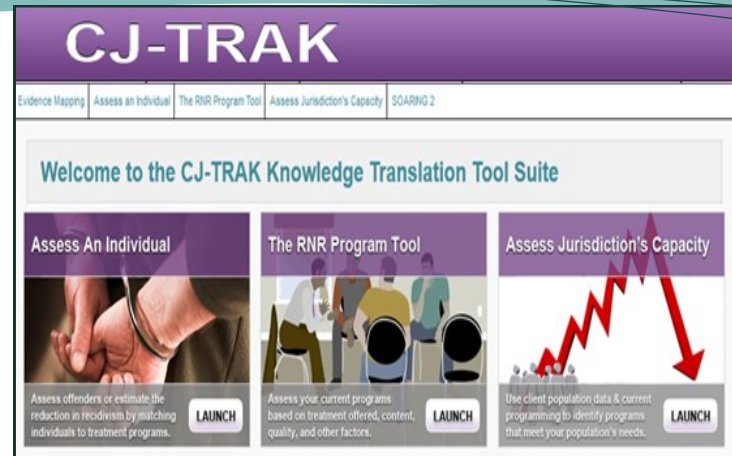 CJ-TRAK
Evidence Mapping Assess an Individual The RNR Program Tool Assess Jurisdiction's Capacity SOARING 2
Welcome to the CJ-TRAK Knowledge Translation Tool Suite
Assess An Individual
Assess offenders or estimate the
reduction in recidivism by matching
individuals to treatment programs.
LAUNCH
The RNR Program Tool
Assess your current programs
based on treatment offered, content,
quality, and other factors.
LAUNCH
Assess Jurisdiction's Capacity
Use client population data & current
programming to identify programs
that meet your population's needs.
LAUNCH